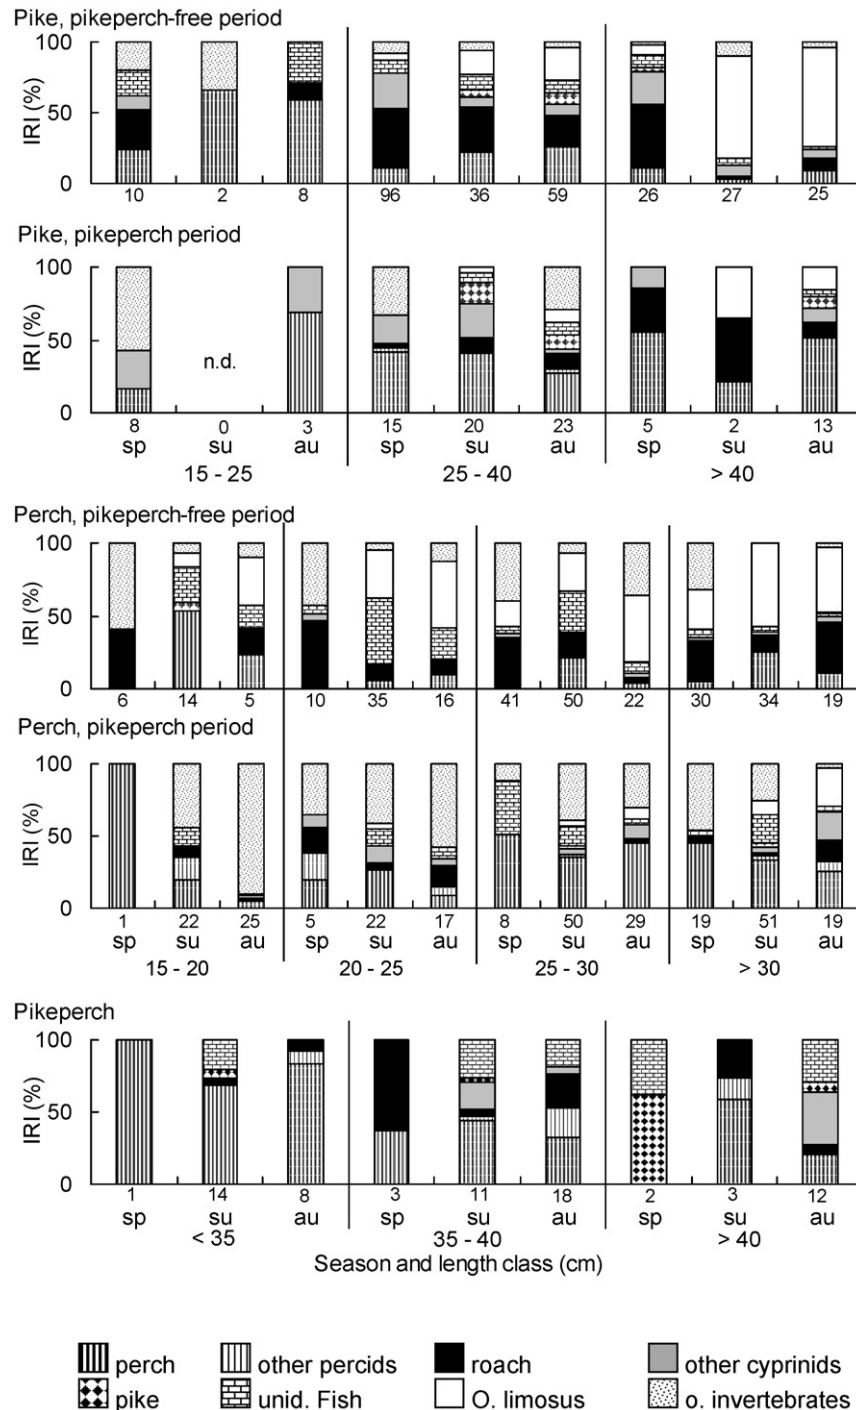 Pike, pikeperch-free period
100
50
0
IRI (%)
10 2 8 96 36 59 26 27 25
Pike, pikeperch period
100
50
0
IRI (%)
n.d.
8 0 3 15 20 23 5 2 13
sp su au sp su au sp su au
15 - 25 25 - 40 > 40
Perch, pikeperch-free period
100
50
0
IRI (%)
6 14 5 10 35 16 41 50 22 30 34 19
Perch, pikeperch period
100
50
0
IRI (%)
1 22 25 5 22 17 8 50 29 19 51 19
sp su au sp su au sp su au sp su au
15 - 20 20 - 25 25 - 30 > 30
Pikeperch
100
50
0
IRI (%)
1 14 8 3 11 18 2 3 12
sp su au sp su au sp su au
< 35 35 - 40 > 40
Season and length class (cm)
perch other percids roach other cyprinids
pike unid. Fish O. limosus o. invertebrates